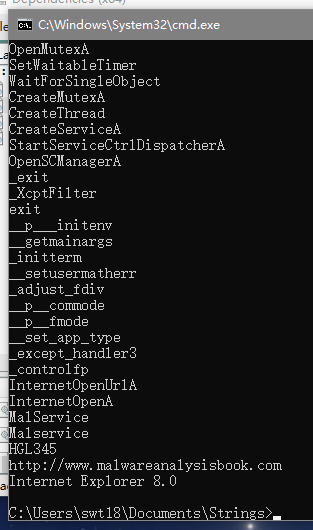 C:\Windows\System32\cmd.exe
OpenMutexA
SetWaitableTimer
WaitForSingleObject
CreateMutexA
CreateThread
CreateServiceA
StartServiceCtrlDispatcherA
OpenSCManagerA
_exit
_XcptFilter
exit
__p___initenv
__getmainargs
_initterm
__setusermatherr
_adjust_fdiv
__p__commode
__p__fmode
__set_app_type
_except_handler3
_controlfp
InternetOpenUrlA
InternetOpenA
MalService
Malservice
HGL345
http://www.malwareanalysisbook.com
Internet Explorer 8.0
C:\Users\swt18\Documents\Strings>